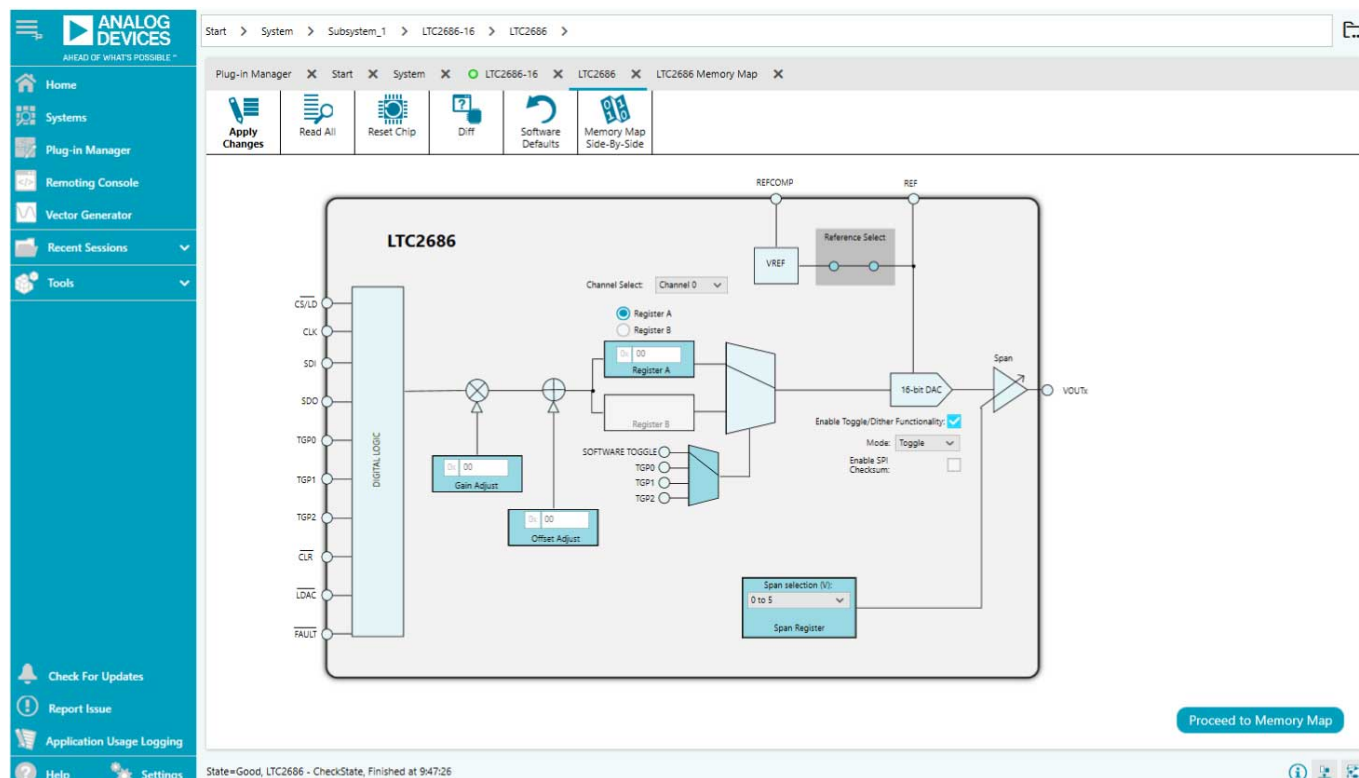 ANALOG
DEVICES
AHEAD OF WHAT'S POSSIBLE™
Home
Systems
Plug-in Manager
Remoting Console
Vector Generator
Recent Sessions
Tools
Check For Updates
Report Issue
Application Usage Logging
Help Settings
Start > System > Subsystem_1 > LTC2686-16 > LTC2686 >
Plug-in Manager X Start X System X LTC2686-16 X LTC2686 X LTC2686 Memory Map X
Apply Changes
Read All
Reset Chip
Diff
Software Defaults
Memory Map Side-By-Side
REFCOMP REF
LTC2686
Reference Select
VREF
Channel Select: Channel 0
Register A
Register B
0x 00
Register A
Register B
CS/LD
CLK
SDI
SDO
TGP0
TGP1
TGP2
CLR
LDAC
FAULT
DIGITAL LOGIC
0x 00
Gain Adjust
0x 00
Offset Adjust
SOFTWARE TOGGLE
TGP0
TGP1
TGP2
16-bit DAC
Span
VOUTx
Enable Toggle/Dither Functionality:
Mode: Toggle
Enable SPI
Checksum:
Span selection (V):
0 to 5
Span Register
Proceed to Memory Map
State=Good, LTC2686 - CheckState, Finished at 9:47:26